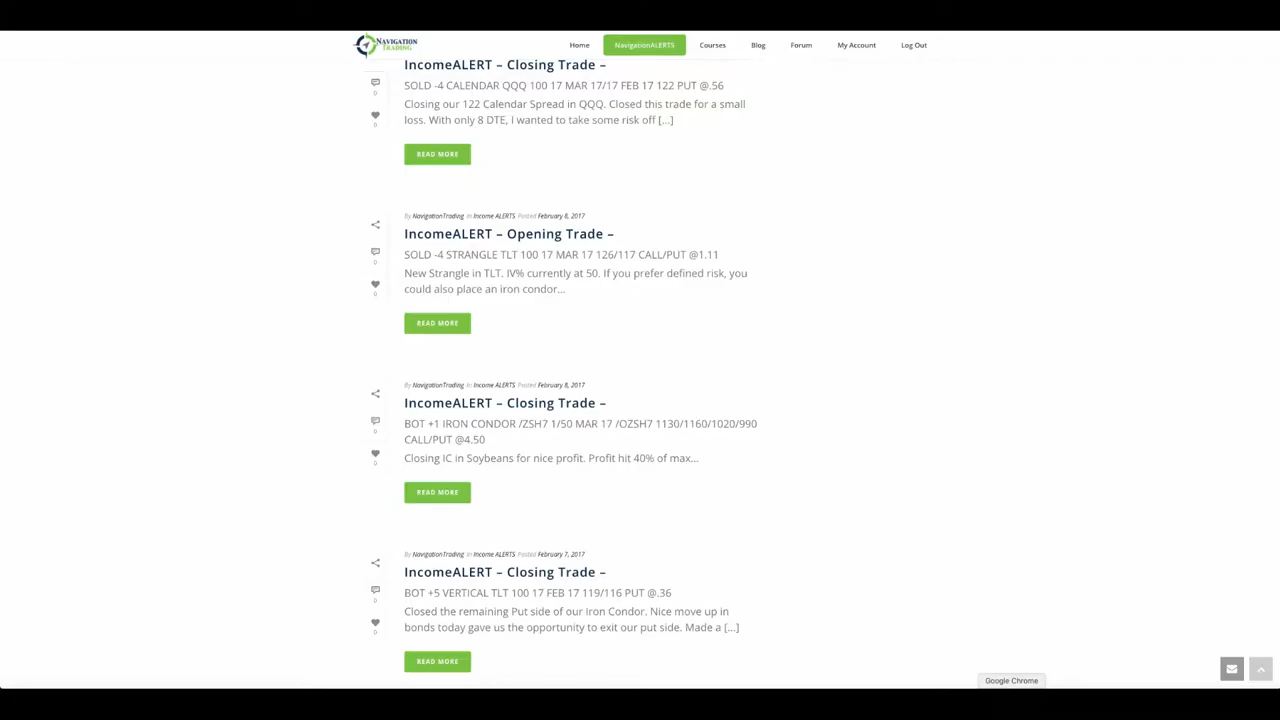 NAVIGATION
TRADING
Home
NavigationALERTS
Courses
Blog
Forum
My Account
Log Out
IncomeALERT – Closing Trade –
SOLD -4 CALENDAR QQQ 100 17 MAR 17/17 FEB 17 122 PUT @.56
Closing our 122 Calendar Spread in QQQ. Closed this trade for a small
loss. With only 8 DTE, I wanted to take some risk off [...]
0
0
READ MORE
By NavigationTrading In Income ALERTS Posted February 8, 2017
IncomeALERT – Opening Trade –
SOLD -4 STRANGLE TLT 100 17 MAR 17 126/117 CALL/PUT @1.11
New Strangle in TLT. IV% currently at 50. If you prefer defined risk, you
could also place an iron condor...
0
0
READ MORE
By NavigationTrading In Income ALERTS Posted February 8, 2017
IncomeALERT – Closing Trade –
BOT +1 IRON CONDOR /ZSH7 1/50 MAR 17 /OZSH7 1130/1160/1020/990
CALL/PUT @4.50
Closing IC in Soybeans for nice profit. Profit hit 40% of max...
0
0
READ MORE
By NavigationTrading In Income ALERTS Posted February 7, 2017
IncomeALERT – Closing Trade –
BOT +5 VERTICAL TLT 100 17 FEB 17 119/116 PUT @.36
Closed the remaining Put side of our Iron Condor. Nice move up in
bonds today gave us the opportunity to exit our put side. Made a [...]
0
0
READ MORE
Google Chrome